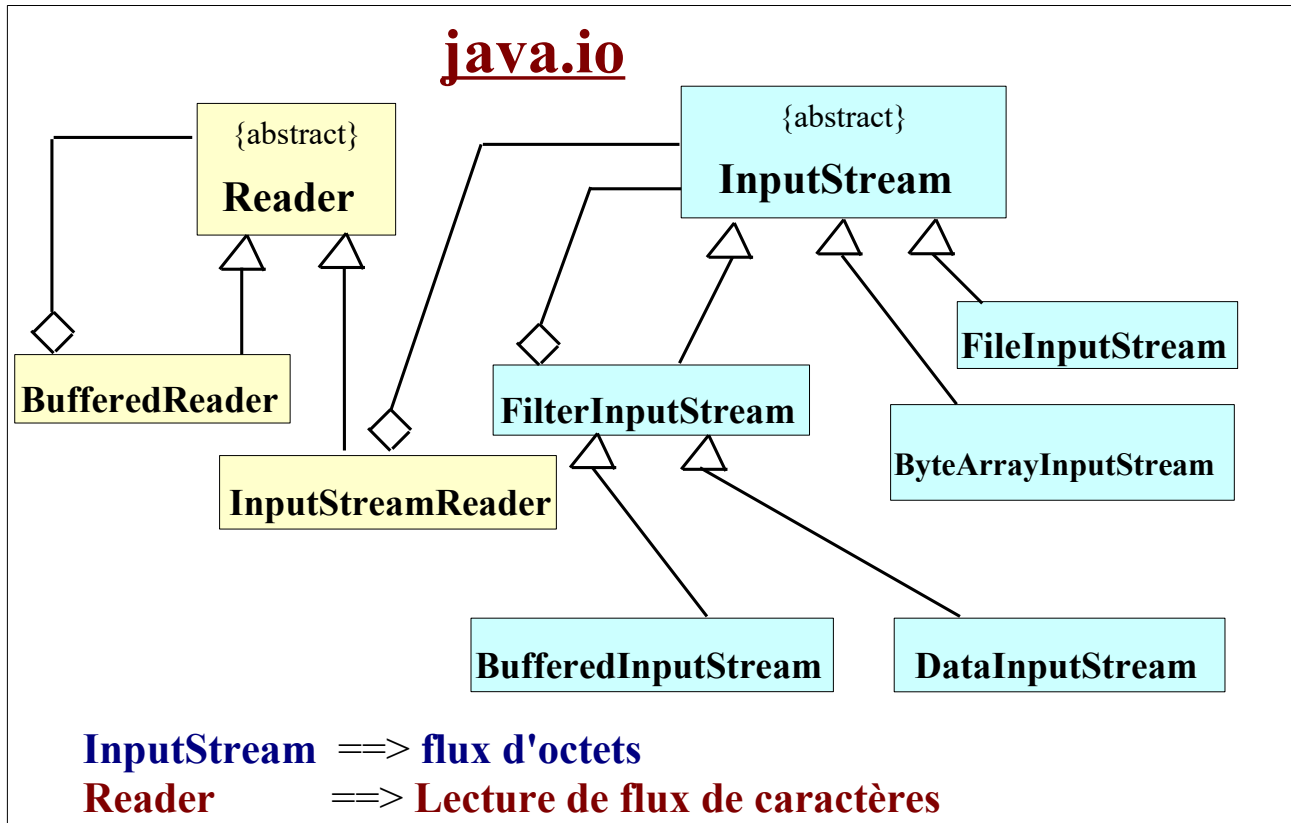 java.io
{abstract}
Reader
{abstract}
InputStream
FileInputStream
BufferedReader
FilterInputStream
ByteArrayInputStream
InputStreamReader
BufferedInputStream
DataInputStream
InputStream ==> flux d'octets
Reader ==> Lecture de flux de caractères